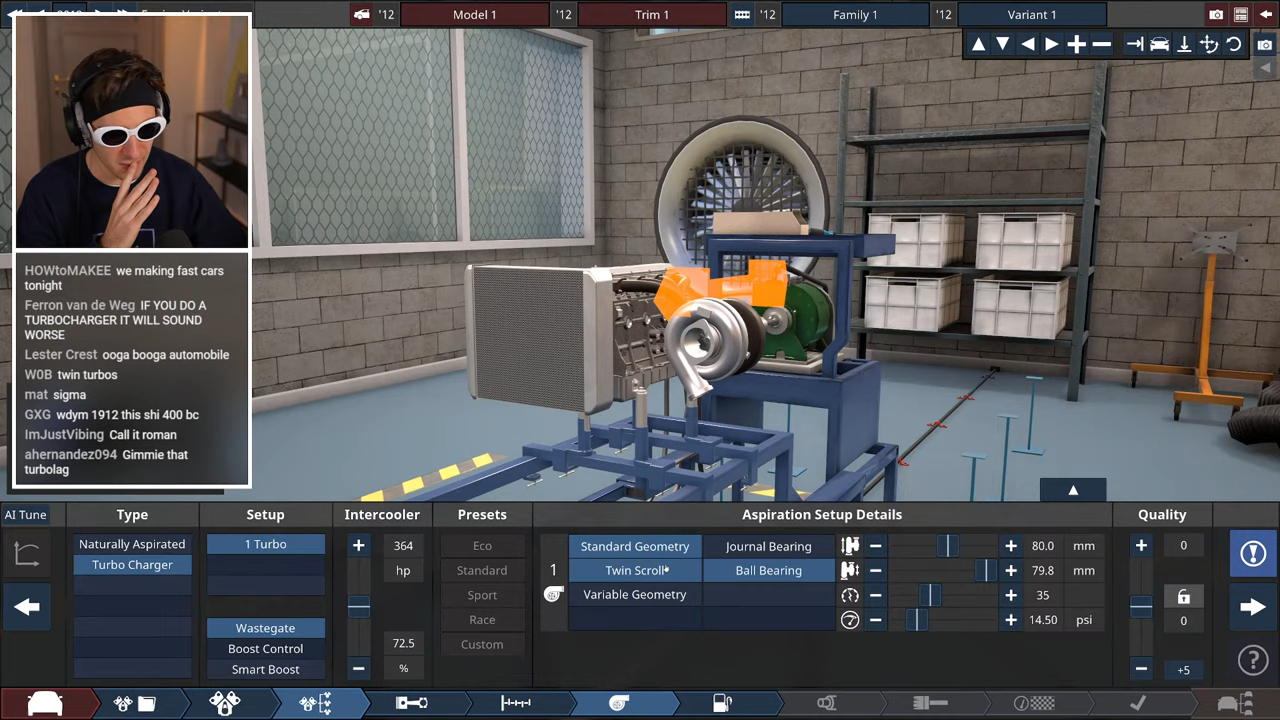 '12 Model 1 '12 Trim 1 '12 Family 1 '12 Variant 1
HOWtoMAKEE we making fast cars
tonight
Ferron van de Weg IF YOU DO A
TURBOCHARGER IT WILL SOUND
WORSE
Lester Crest ooga booga automobile
W0B twin turbos
mat sigma
GXG wdym 1912 this shi 400 bc
ImJustVibing Call it roman
ahernandez094 Gimmie that
turbolag
AI Tune Type Setup Intercooler Presets Aspiration Setup Details Quality
Naturally Aspirated
Turbo Charger
1 Turbo
Wastegate
Boost Control
Smart Boost
+ 364
hp
72.5
- %
Eco
Standard
Sport
Race
Custom
1
Standard Geometry Journal Bearing - + 80.0 mm
Twin Scroll Ball Bearing - + 79.8 mm
Variable Geometry - + 35
- + 14.50 psi
+ 0
0
- +5